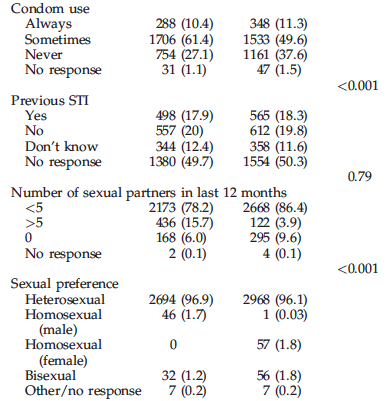 Condom use
Always 288 (10.4) 348 (11.3)
Sometimes 1706 (61.4) 1533 (49.6)
Never 754 (27.1) 1161 (37.6)
No response 31 (1.1) 47 (1.5)
<0.001
Previous STI
Yes 498 (17.9) 565 (18.3)
No 557 (20) 612 (19.8)
Don't know 344 (12.4) 358 (11.6)
No response 1380 (49.7) 1554 (50.3)
0.79
Number of sexual partners in last 12 months
<5 2173 (78.2) 2668 (86.4)
>5 436 (15.7) 122 (3.9)
0 168 (6.0) 295 (9.6)
No response 2 (0.1) 4 (0.1)
<0.001
Sexual preference
Heterosexual 2694 (96.9) 2968 (96.1)
Homosexual 46 (1.7) 1 (0.03)
(male)
Homosexual 0 57 (1.8)
(female)
Bisexual 32 (1.2) 56 (1.8)
Other/no response 7 (0.2) 7 (0.2)